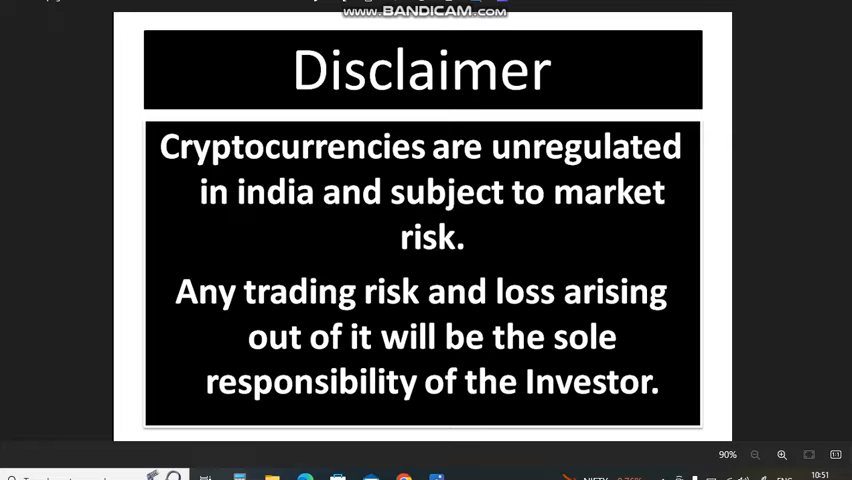 WWW.BANDICAM.COM
Disclaimer
Cryptocurrencies are unregulated
in india and subject to market
risk.
Any trading risk and loss arising
out of it will be the sole
responsibility of the Investor.
90%
10:51